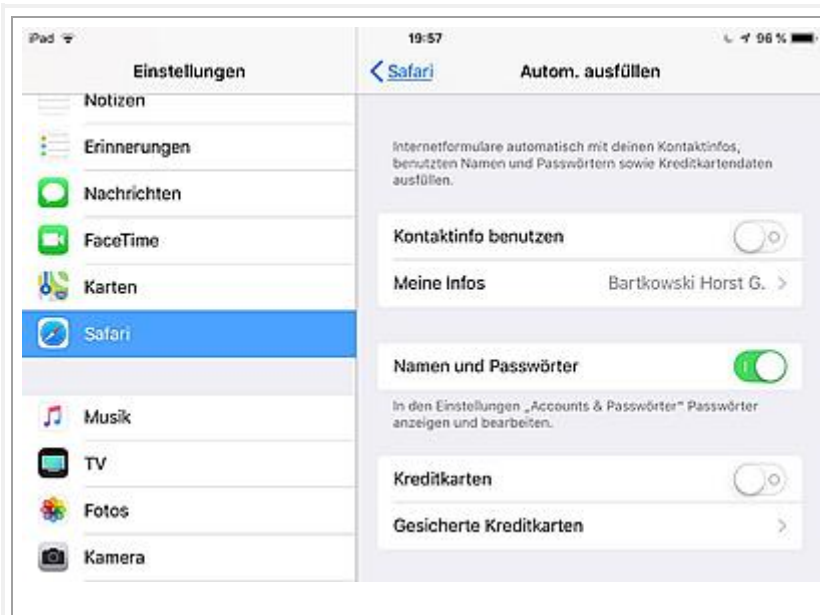 iPad 19:57 96 %
Einstellungen
Notizen
Erinnerungen
Nachrichten
FaceTime
Karten
Safari
Musik
TV
Fotos
Kamera
Safari Autom. ausfüllen
Internetformulare automatisch mit deinen Kontaktinfos,
benutzten Namen und Passwörtern sowie Kreditkartendaten
ausfüllen.
Kontaktinfo benutzen
Meine Infos Bartkowski Horst G.
Namen und Passwörter
In den Einstellungen „Accounts & Passwörter“ Passwörter
anzeigen und bearbeiten.
Kreditkarten
Gesicherte Kreditkarten